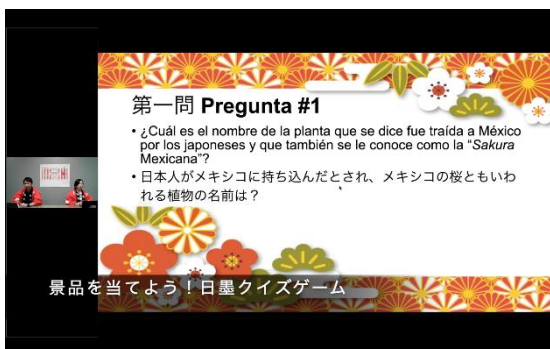 第一問 Pregunta #1
• ¿Cuál es el nombre de la planta que se dice fue traída a México
por los japoneses y que también se le conoce como la “Sakura
Mexicana”?
• 日本人がメキシコに持ち込んだとされ、メキシコの桜ともいわ
れる植物の名前は？
景品を当てよう！日墨クイズゲーム